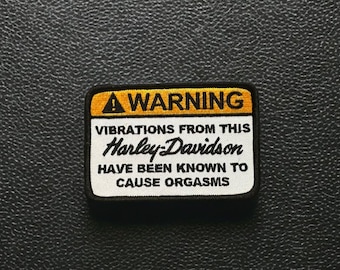 WARNING
VIBRATIONS FROM THIS
Harley-Davidson
HAVE BEEN KNOWN TO
CAUSE ORGASMS